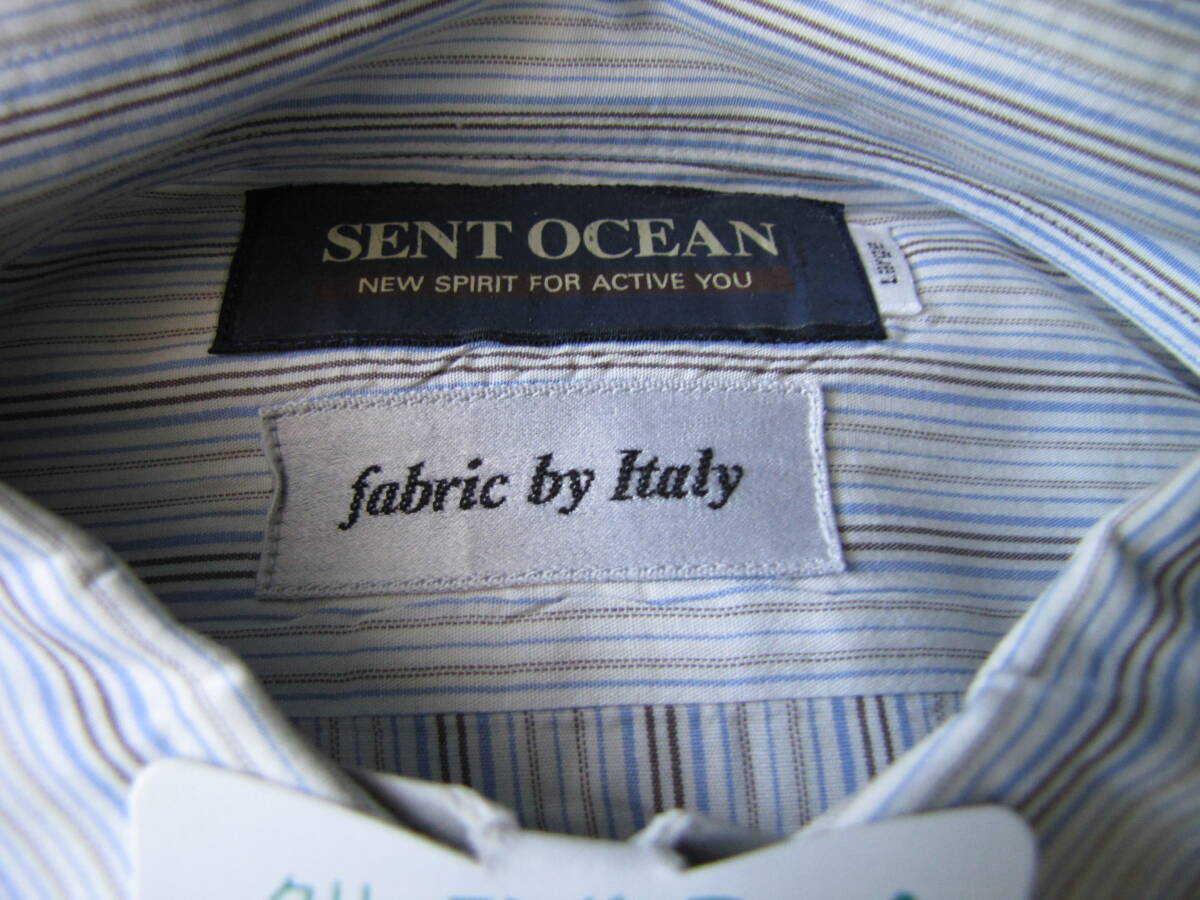 SENT OCEAN
NEW SPIRIT FOR ACTIVE YOU
Large
fabric by Italy